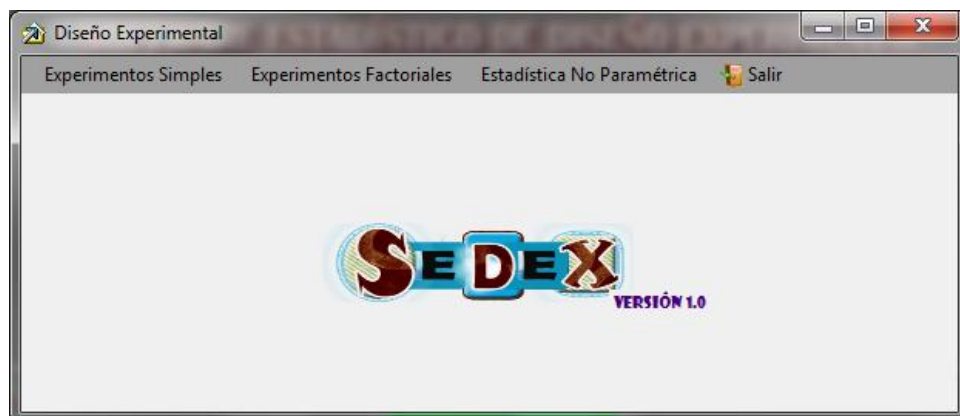 Diseño Experimental
Experimentos Simples Experimentos Factoriales Estadística No Paramétrica Salir
SEDEX
VERSIÓN 1.0